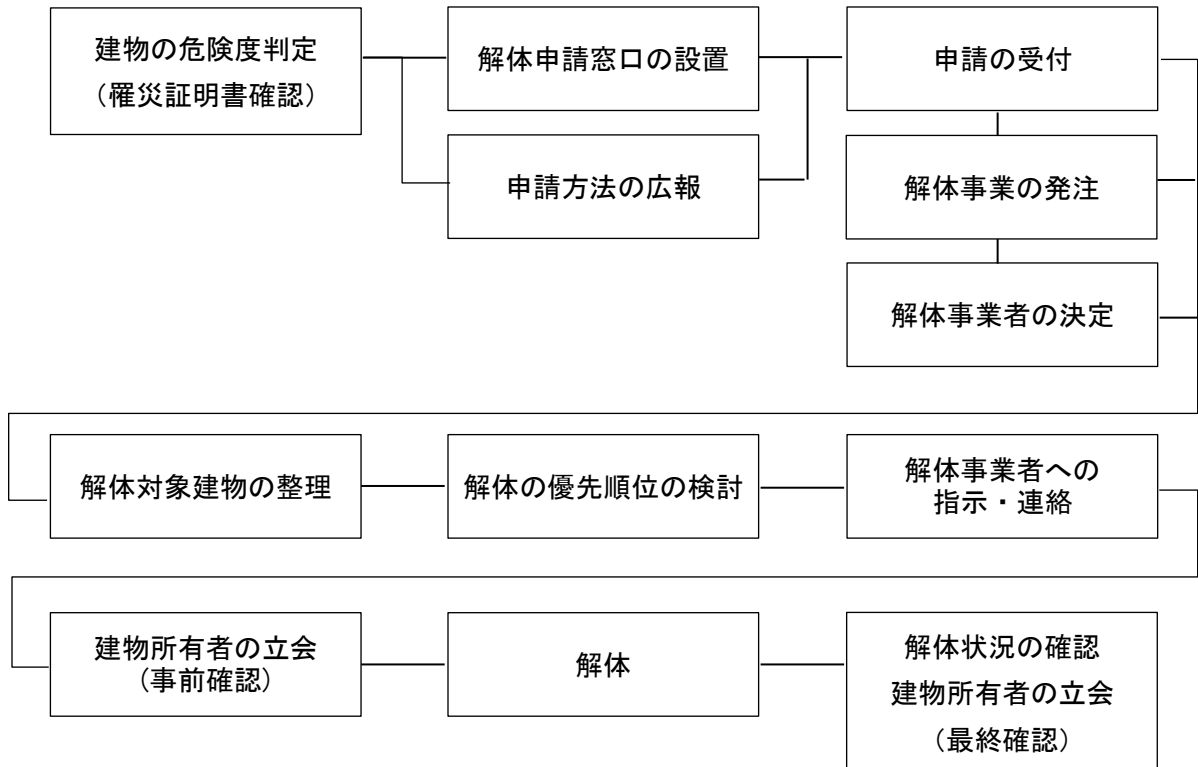 建物の危険度判定
（罹災証明書確認）
解体申請窓口の設置
申請の受付
申請方法の広報
解体事業の発注
解体事業者の決定
解体対象建物の整理
解体の優先順位の検討
解体事業者への
指示・連絡
建物所有者の立会
（事前確認）
解体
解体状況の確認
建物所有者の立会
（最終確認）